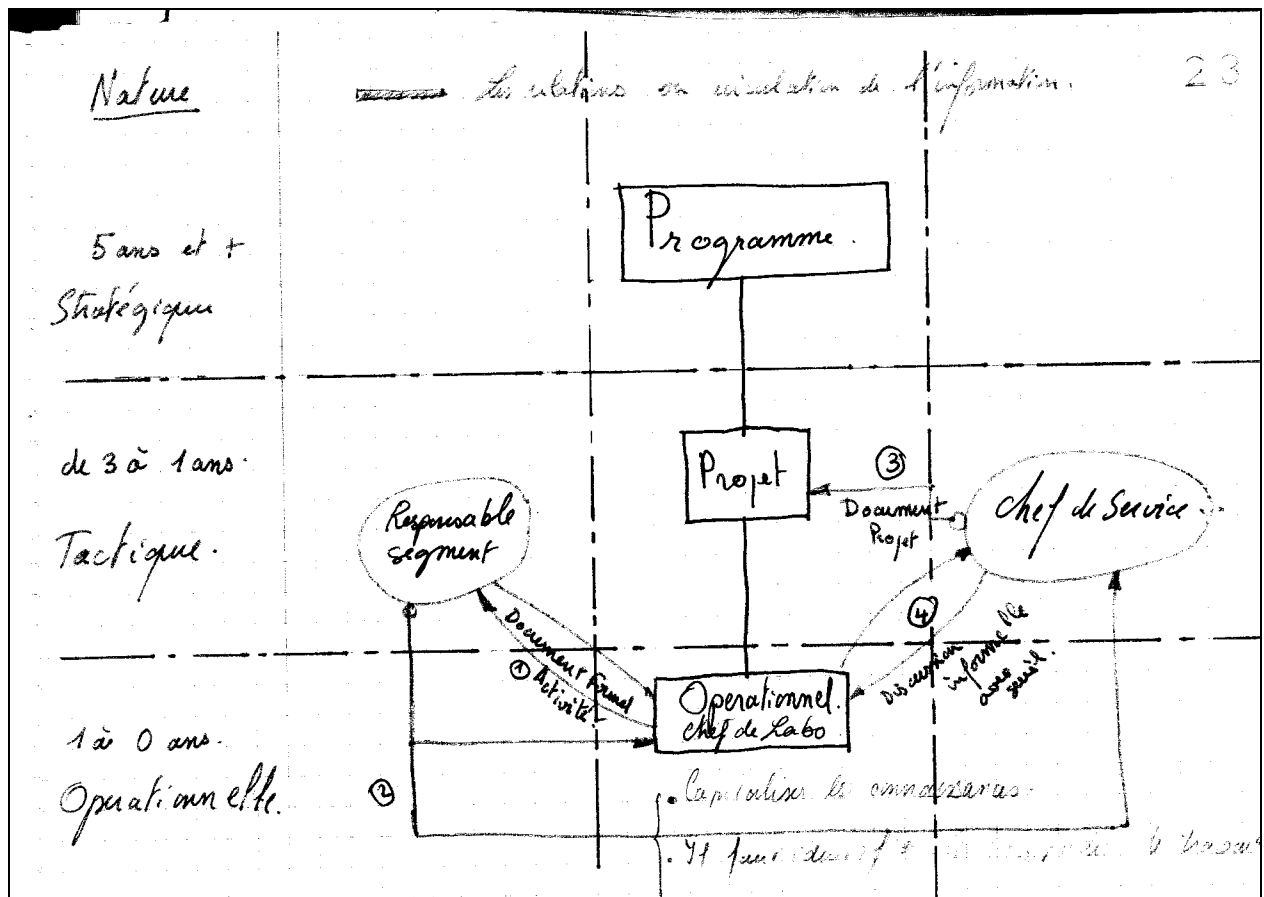 Nature
Les relations ou circulation de l'information.
23
Programme.
5 ans et +
Stratégique
de 3 à 1 ans.
Tactique.
Responsable
segment
Projet
③
Document
Projet
Chef de Service..
④
Discussion
informelle
avec
Document Formel
① Activité.
Operationnel.
chef de Labo
1 à 0 ans.
Operationnelle.
②
• Capitaliser les connaissances.
• Il